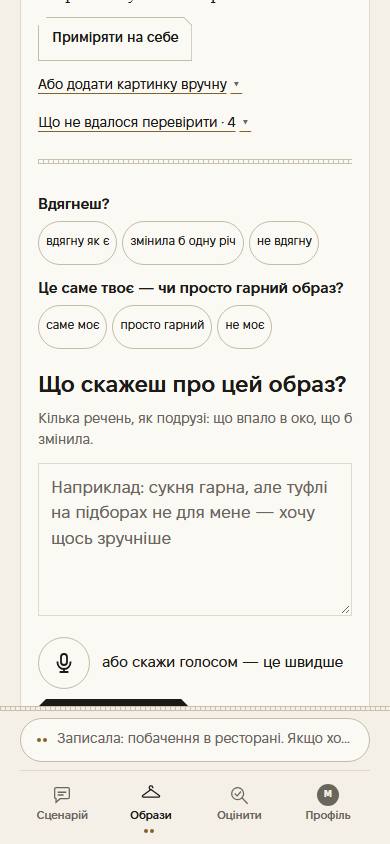 Приміряти на себе
Або додати картинку вручну ▾
Що не вдалося перевірити · 4 ▾
Вдягнеш?
вдягну як є
змінила б одну річ
не вдягну
Це саме твоє — чи просто гарний образ?
саме моє
просто гарний
не моє
Що скажеш про цей образ?
Кілька речень, як подрузі: що впало в око, що б
змінила.
Наприклад: сукня гарна, але туфлі
на підборах не для мене — хочу
щось зручніше
або скажи голосом — це швидше
Записала: побачення в ресторані. Якщо хо...
Сценарій
Образи
Оцінити
М
Профіль